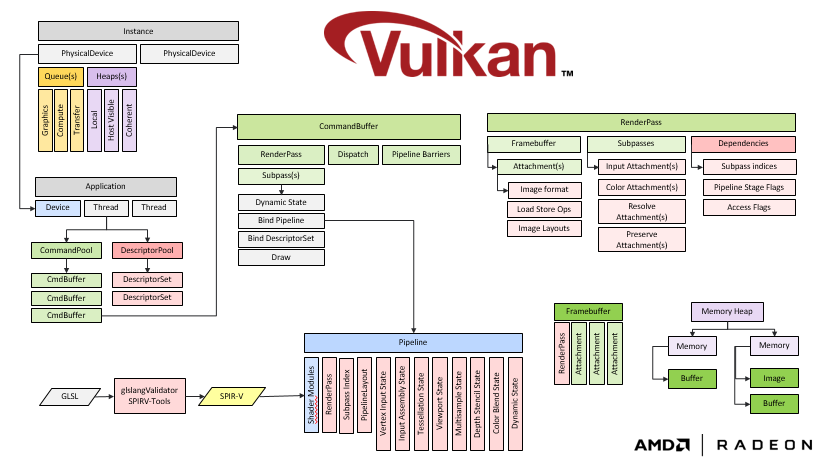 Vulkan™
Instance
PhysicalDevice
PhysicalDevice
Queue(s)
Heaps(s)
Graphics
Compute
Transfer
Local
Host Visible
Coherent
Application
Device
Thread
Thread
CommandPool
DescriptorPool
CmdBuffer
DescriptorSet
CmdBuffer
DescriptorSet
CmdBuffer
CommandBuffer
RenderPass
Dispatch
Pipeline Barriers
Subpass(s)
Dynamic State
Bind Pipeline
Bind DescriptorSet
Draw
RenderPass
Framebuffer
Subpasses
Dependencies
Attachment(s)
Input Attachment(s)
Subpass indices
Image format
Color Attachment(s)
Pipeline Stage Flags
Load Store Ops
Resolve
Attachment(s)
Access Flags
Image Layouts
Preserve
Attachment(s)
Pipeline
Shader Modules
RenderPass
Subpass Index
PipelineLayout
Vertex Input State
Input Assembly State
Tessellation State
Viewport State
Multisample State
Depth Stencil State
Color Blend State
Dynamic State
GLSL
glslangValidator
SPIRV-Tools
SPIR-V
Framebuffer
RenderPass
Attachment
Attachment
Attachment
Memory Heap
Memory
Memory
Buffer
Image
Buffer
AMD
RADEON